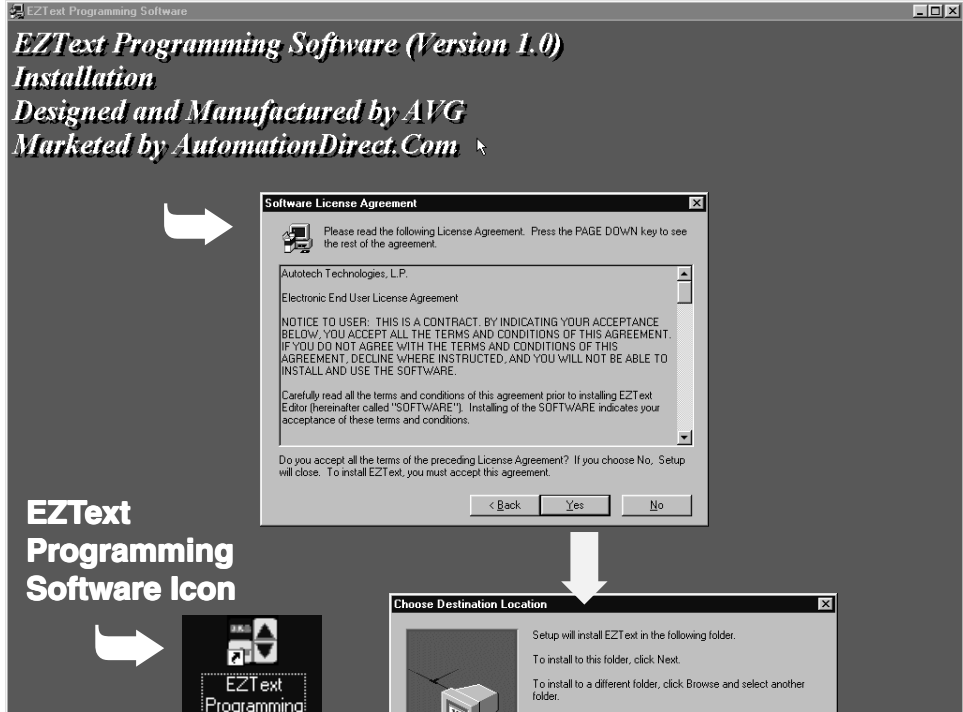 EZText Programming Software
EZText Programming Software (Version 1.0)
Installation
Designed and Manufactured by AVG
Marketed by AutomationDirect.Com
Software License Agreement
Please read the following License Agreement. Press the PAGE DOWN key to see
the rest of the agreement.
Autotech Technologies, L.P.
Electronic End User License Agreement
NOTICE TO USER: THIS IS A CONTRACT. BY INDICATING YOUR ACCEPTANCE
BELOW, YOU ACCEPT ALL THE TERMS AND CONDITIONS OF THIS AGREEMENT.
IF YOU DO NOT AGREE WITH THE TERMS AND CONDITIONS OF THIS
AGREEMENT, DECLINE WHERE INSTRUCTED, AND YOU WILL NOT BE ABLE TO
INSTALL AND USE THE SOFTWARE.
Carefully read all the terms and conditions of this agreement prior to installing EZText
Editor (hereinafter called "SOFTWARE"). Installing of the SOFTWARE indicates your
acceptance of these terms and conditions.
Do you accept all the terms of the preceding License Agreement? If you choose No, Setup
will close. To install EZText, you must accept this agreement.
< Back
Yes
No
EZText
Programming
Software Icon
EZText
Programming
Choose Destination Location
Setup will install EZText in the following folder.
To install to this folder, click Next.
To install to a different folder, click Browse and select another
folder.